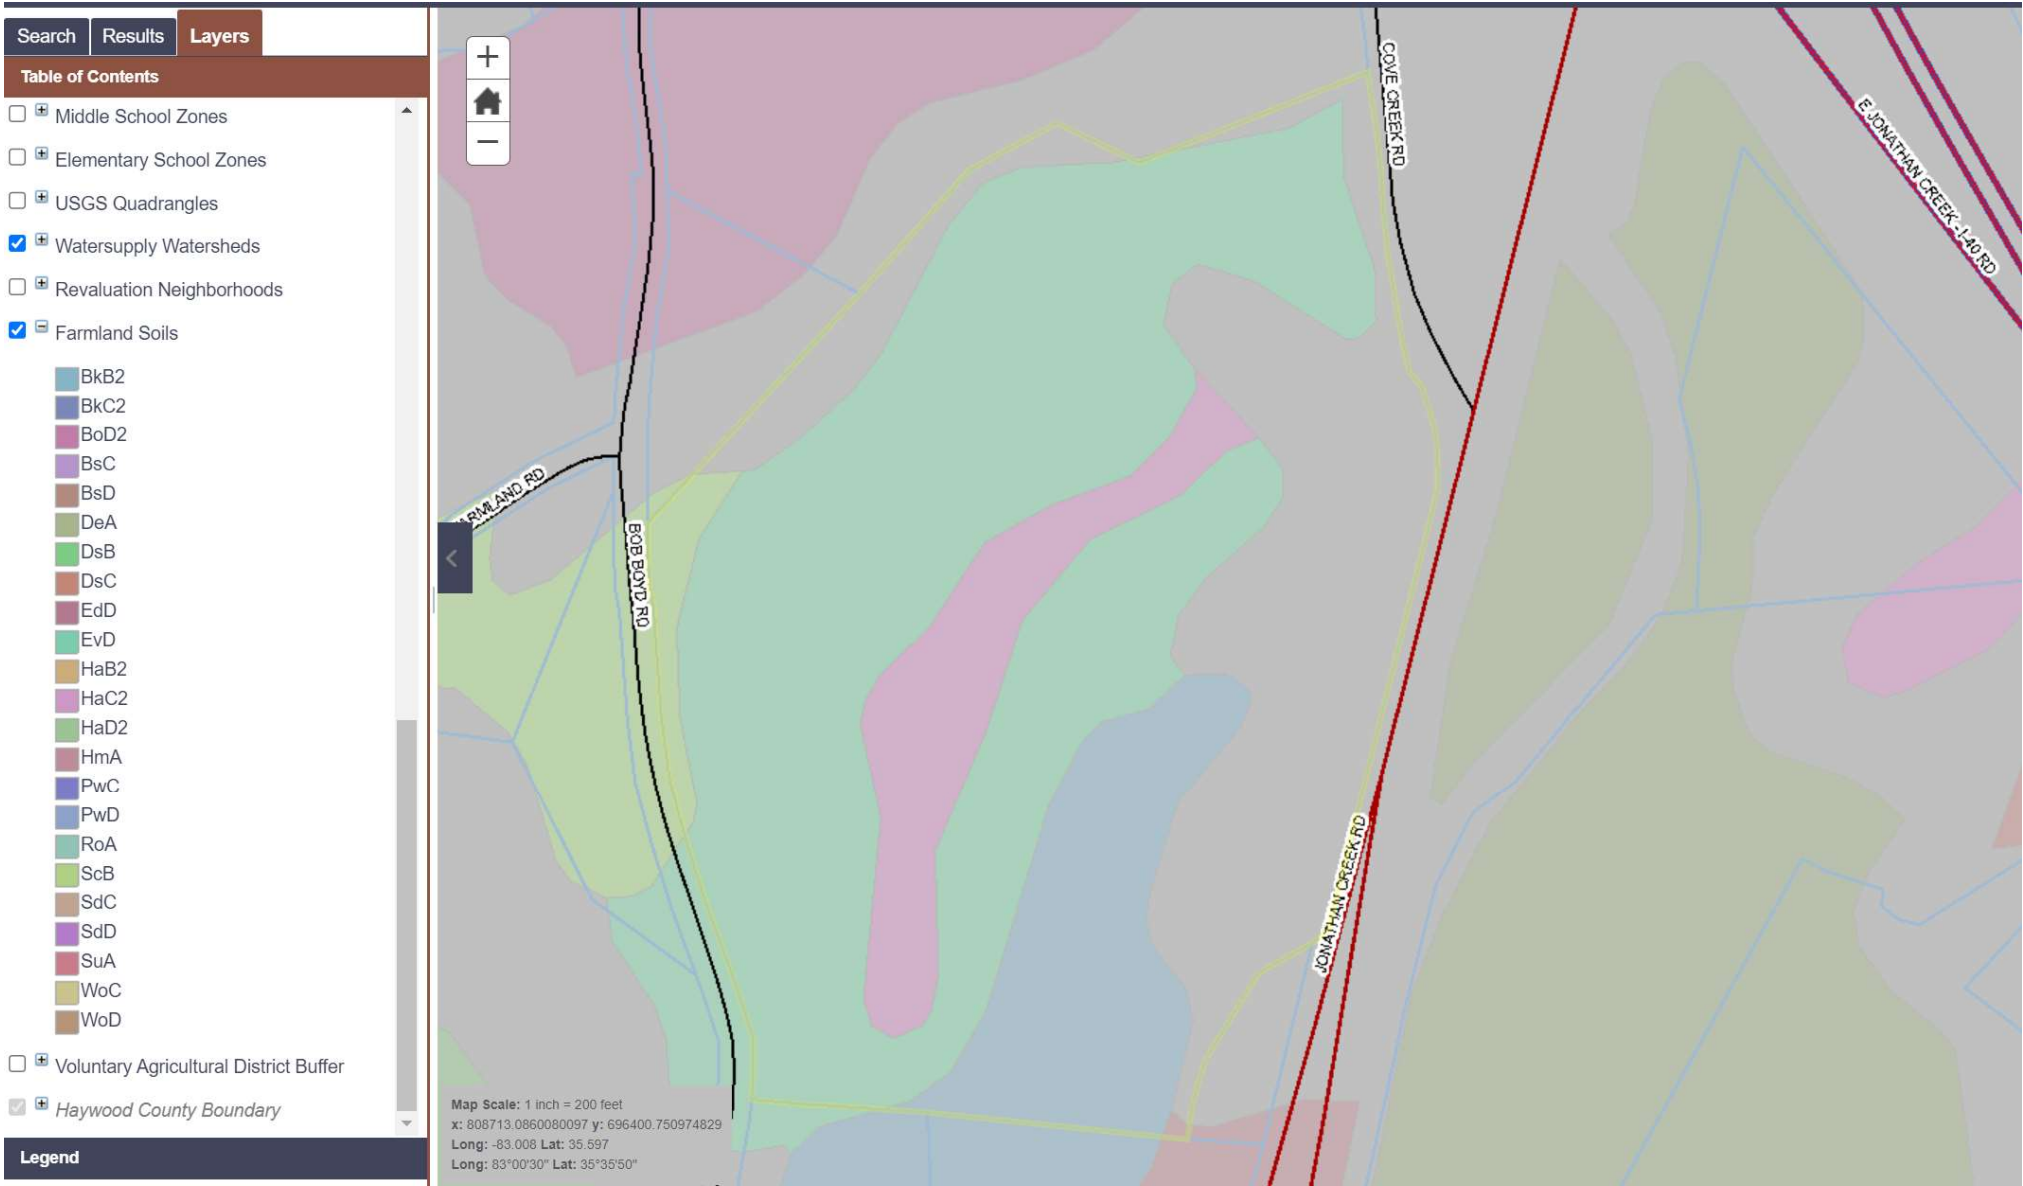 Search Results Layers
Table of Contents
Middle School Zones
Elementary School Zones
USGS Quadrangles
Watersupply Watersheds
Revaluation Neighborhoods
Farmland Soils
BkB2
BkC2
BoD2
BsC
BsD
DeA
DsB
DsC
EdD
EvD
HaB2
HaC2
HaD2
HmA
PwC
PwD
RoA
ScB
SdC
SdD
SuA
WoC
WoD
Voluntary Agricultural District Buffer
Haywood County Boundary
Legend
COVE CREEK RD
E JONATHAN CREEK - I-40 RD
ARMLAND RD
BOB BOYD RD
JONATHAN CREEK RD
Map Scale: 1 inch = 200 feet
x: 808713.0860080097 y: 696400.750974829
Long: -83.008 Lat: 35.597
Long: 83°00'30" Lat: 35°35'50"